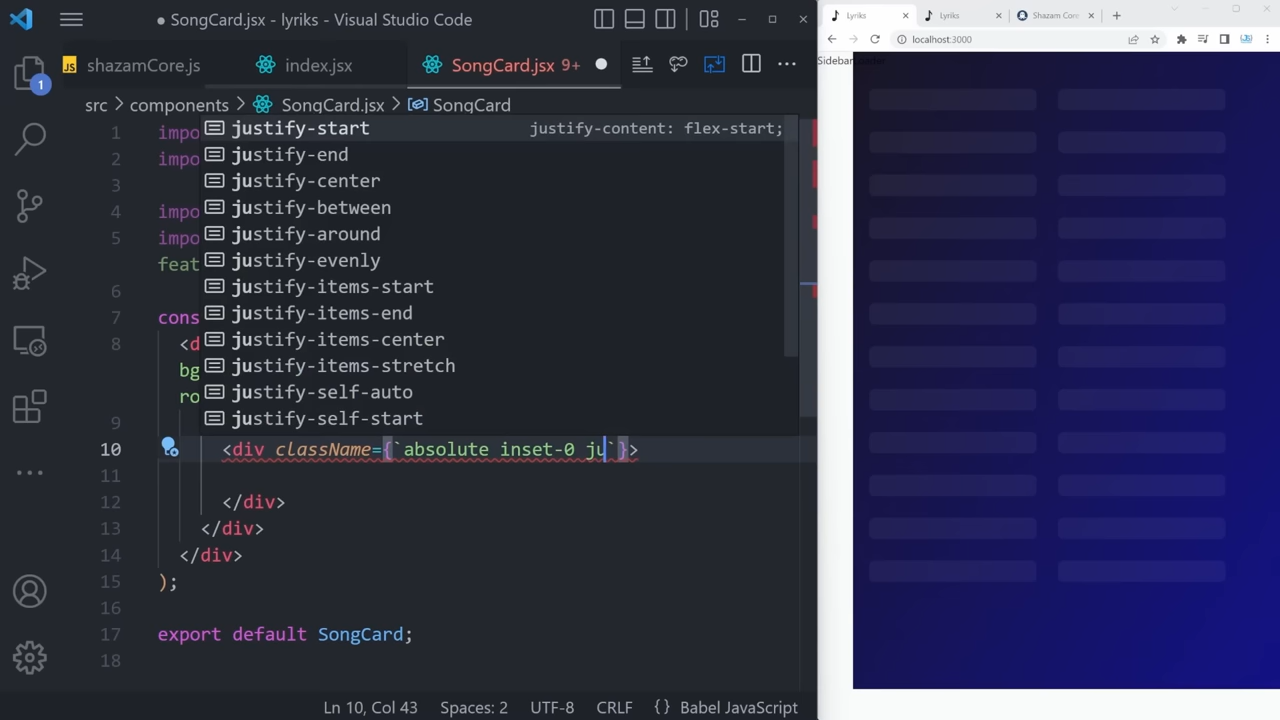 SongCard.jsx - lyriks - Visual Studio Code
JS shazamCore.js
index.jsx
SongCard.jsx 9+
src > components > SongCard.jsx > SongCard
1
1 impo
2 impo
3
4 impo
5 impo
feat
6
7 cons
8 <d
bg
ro
9
justify-start justify-content: flex-start;
justify-end
justify-center
justify-between
justify-around
justify-evenly
justify-items-start
justify-items-end
justify-items-center
justify-items-stretch
justify-self-auto
justify-self-start
10 <div className={`absolute inset-0 ju`}>
11
12 </div>
13 </div>
14 </div>
15 );
16
17 export default SongCard;
18
Ln 10, Col 43 Spaces: 2 UTF-8 CRLF {} Babel JavaScript
Lyriks
Lyriks
Shazam Core
localhost:3000